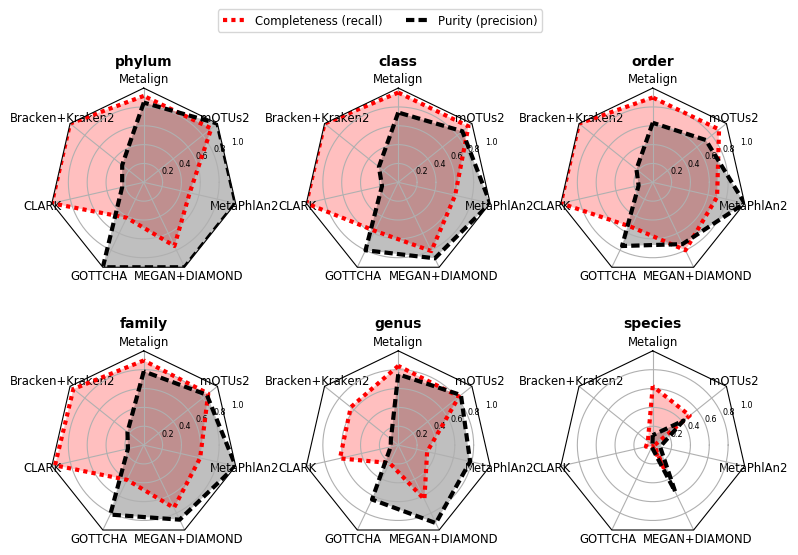 Completeness (recall) Purity (precision)
phylum class order
Metalign Metalign Metalign
Bracken+Kraken2 mOTUs2 Bracken+Kraken2 mOTUs2 Bracken+Kraken2 mOTUs2
0.2 0.4 0.6 0.8 1.0 0.2 0.4 0.6 0.8 1.0 0.2 0.4 0.6 0.8 1.0
CLARK MetaPhlAn2 CLARK MetaPhlAn2 CLARK MetaPhlAn2
GOTTCHA MEGAN+DIAMOND GOTTCHA MEGAN+DIAMOND GOTTCHA MEGAN+DIAMOND
family genus species
Metalign Metalign Metalign
Bracken+Kraken2 mOTUs2 Bracken+Kraken2 mOTUs2 Bracken+Kraken2 mOTUs2
0.2 0.4 0.6 0.8 1.0 0.2 0.4 0.6 0.8 1.0 0.2 0.4 0.6 0.8 1.0
CLARK MetaPhlAn2 CLARK MetaPhlAn2 CLARK MetaPhlAn2
GOTTCHA MEGAN+DIAMOND GOTTCHA MEGAN+DIAMOND GOTTCHA MEGAN+DIAMOND